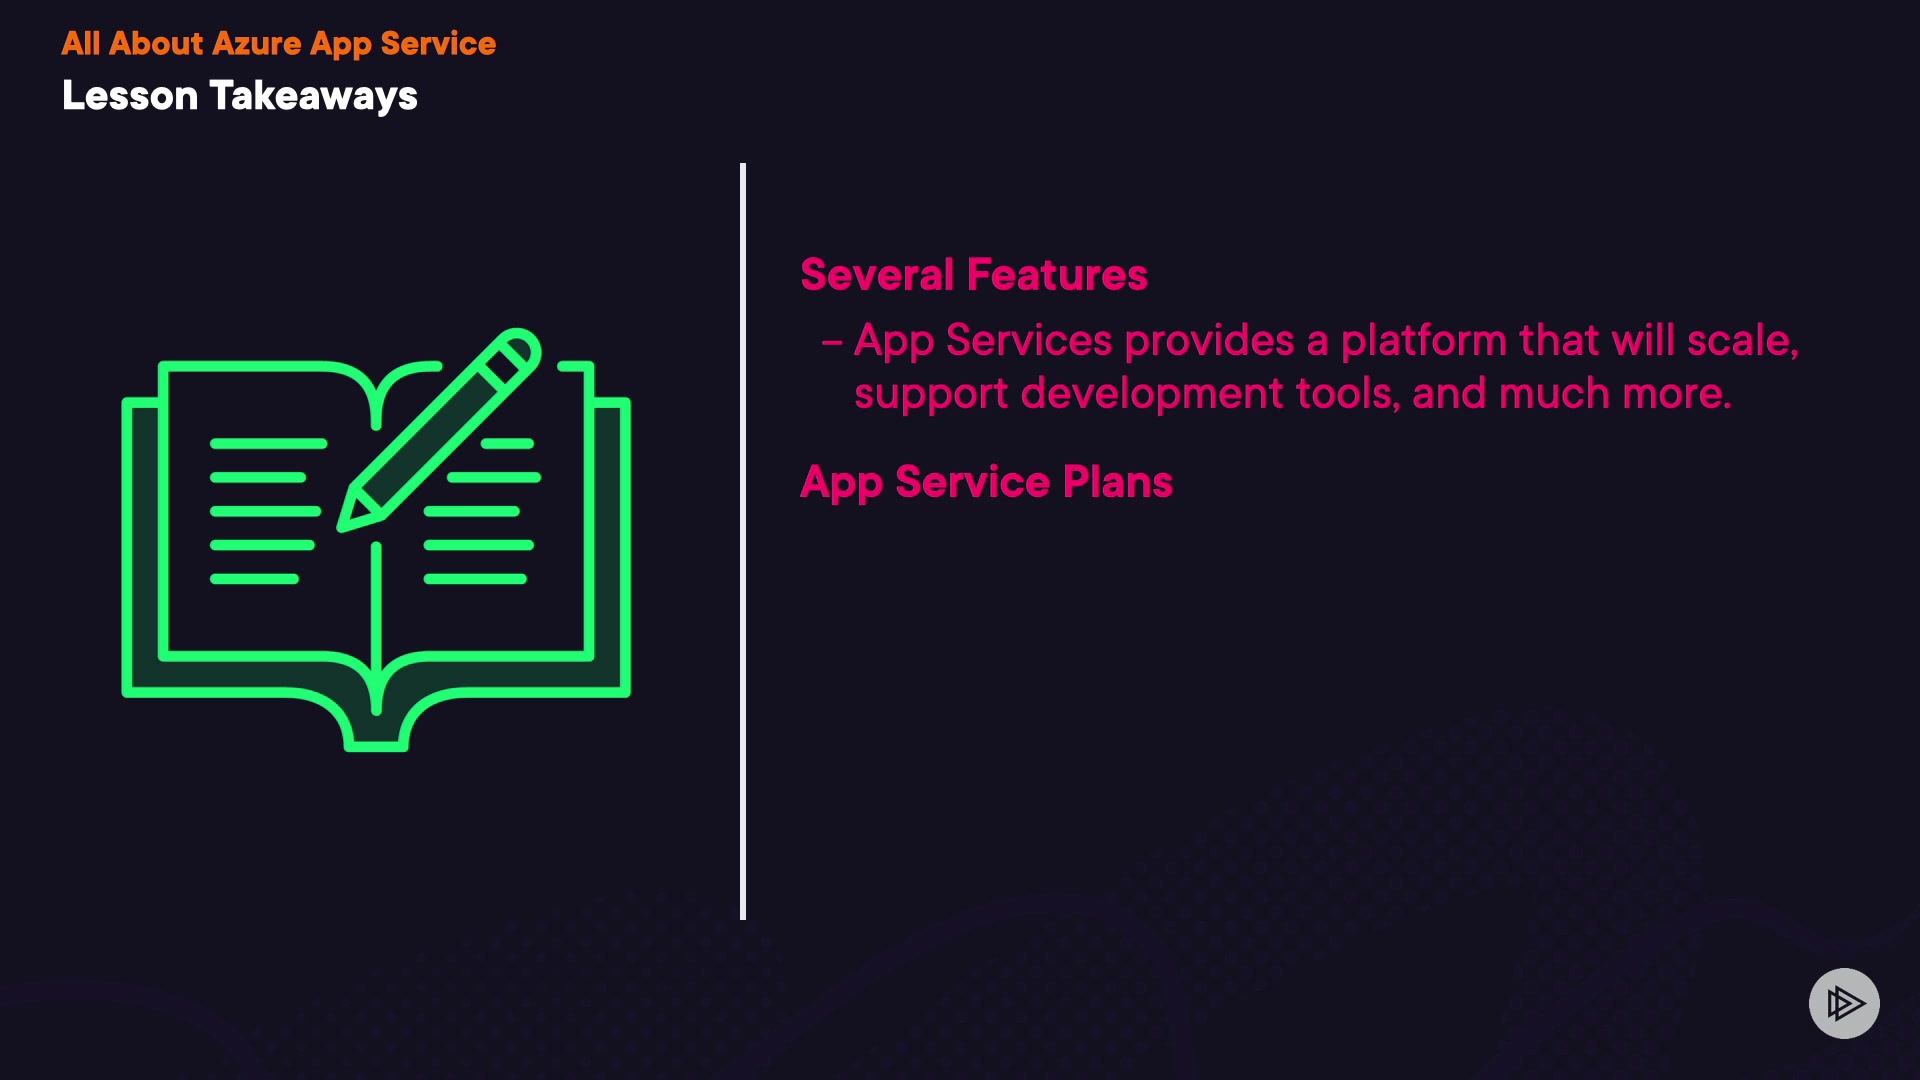 All About Azure App Service
Lesson Takeaways
Several Features
– App Services provides a platform that will scale,
support development tools, and much more.
App Service Plans